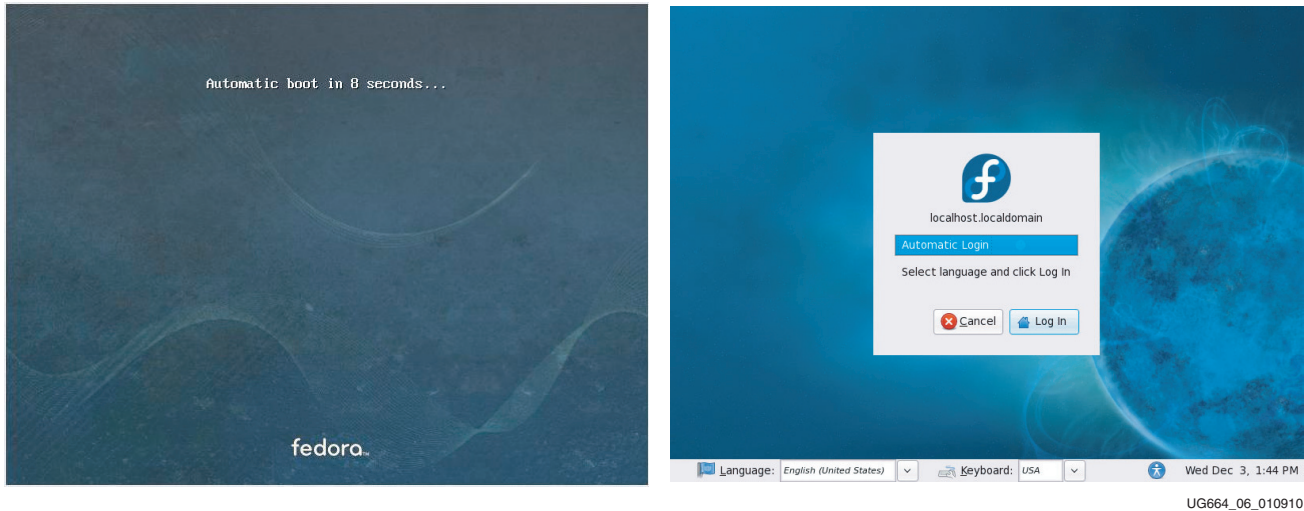 Automatic boot in 8 seconds...
fedora™
localhost.localdomain
Automatic Login
Select language and click Log In
Cancel
Log In
Language: English (United States) Keyboard: USA Wed Dec 3, 1:44 PM
UG664_06_010910